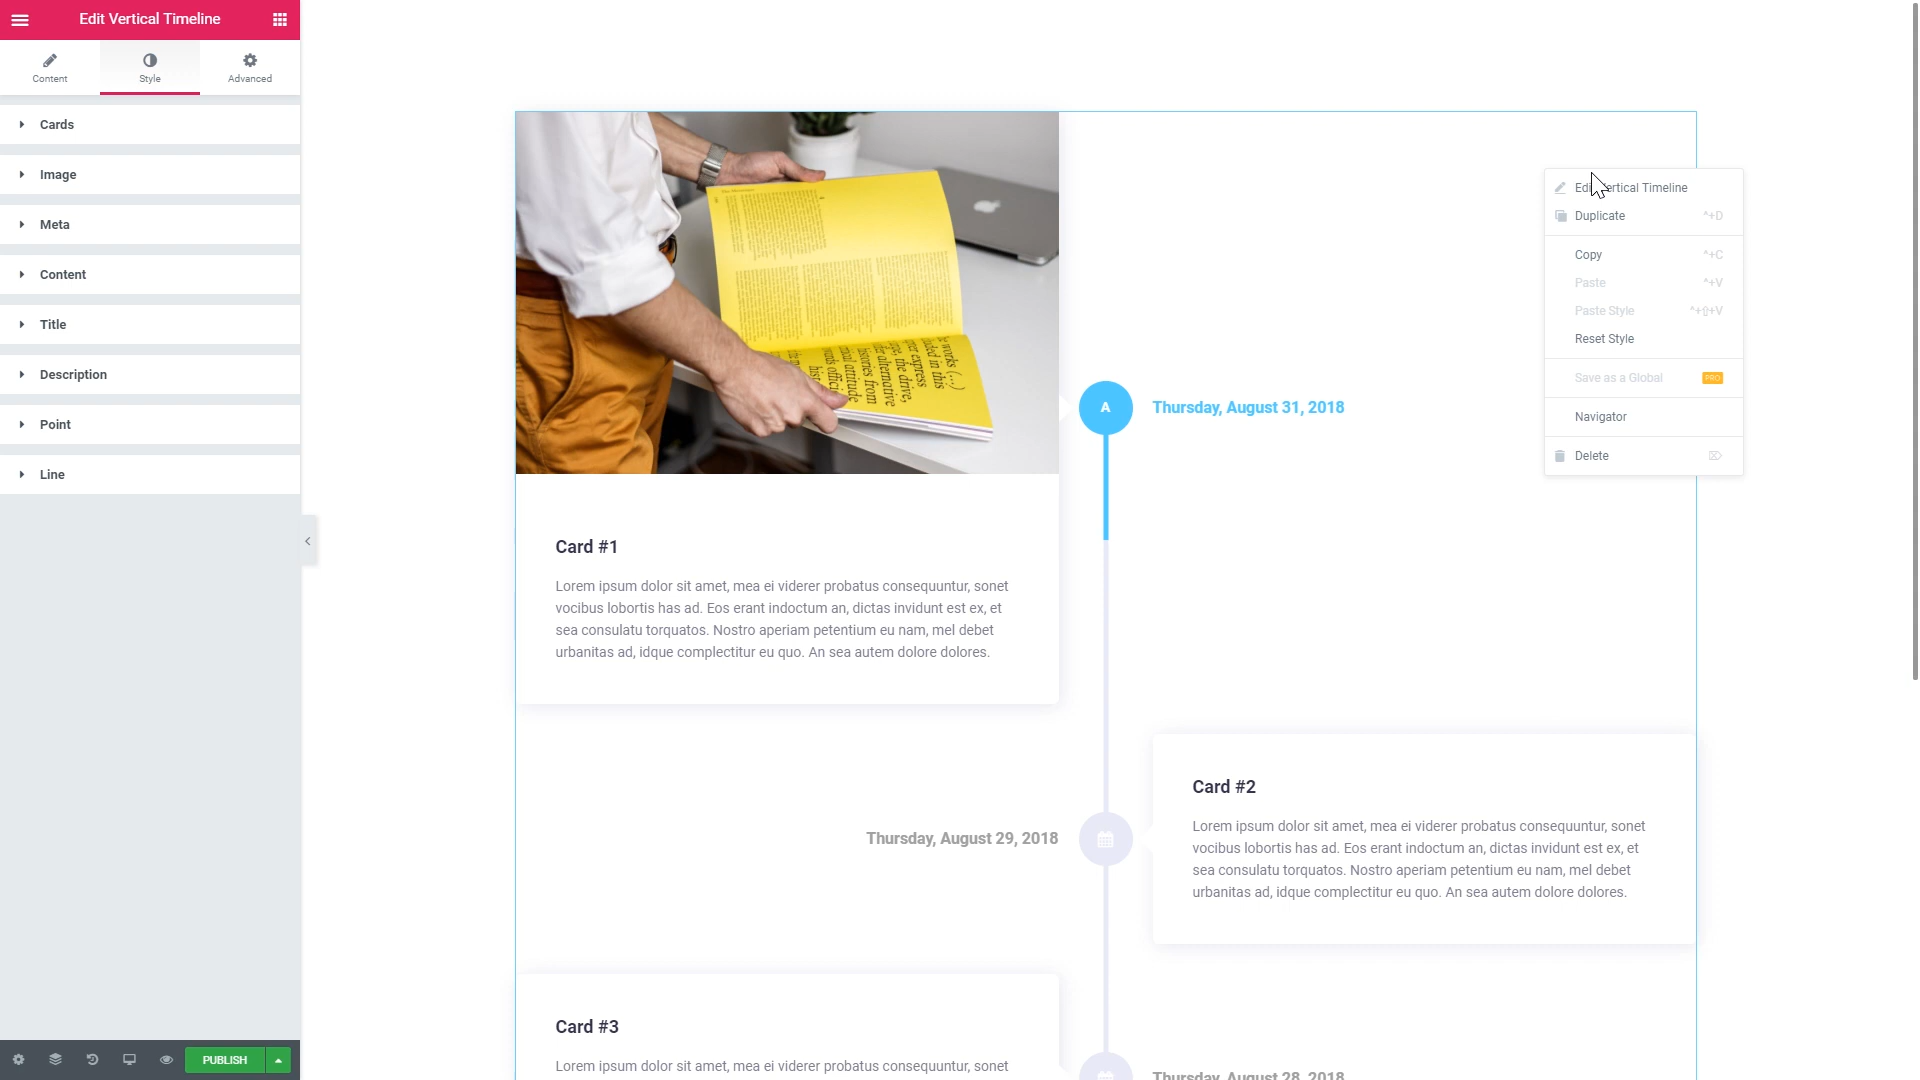 Edit Vertical Timeline
Content
Style
Advanced
Cards
Image
Meta
Content
Title
Description
Point
Line
PUBLISH
A
Thursday, August 31, 2018
Card #1
Lorem ipsum dolor sit amet, mea ei viderer probatus consequuntur, sonet
vocibus lobortis has ad. Eos erant indoctum an, dictas invidunt est ex, et
sea consulatu torquatos. Nostro aperiam petentium eu nam, mel debet
urbanitas ad, idque complectitur eu quo. An sea autem dolore dolores.
Thursday, August 29, 2018
Card #2
Lorem ipsum dolor sit amet, mea ei viderer probatus consequuntur, sonet
vocibus lobortis has ad. Eos erant indoctum an, dictas invidunt est ex, et
sea consulatu torquatos. Nostro aperiam petentium eu nam, mel debet
urbanitas ad, idque complectitur eu quo. An sea autem dolore dolores.
Card #3
Lorem ipsum dolor sit amet, mea ei viderer probatus consequuntur, sonet
Thursday, August 28, 2018
Edit Vertical Timeline
Duplicate ^+D
Copy ^+C
Paste ^+V
Paste Style ^+⇧+V
Reset Style
Save as a Global PRO
Navigator
Delete ⌦